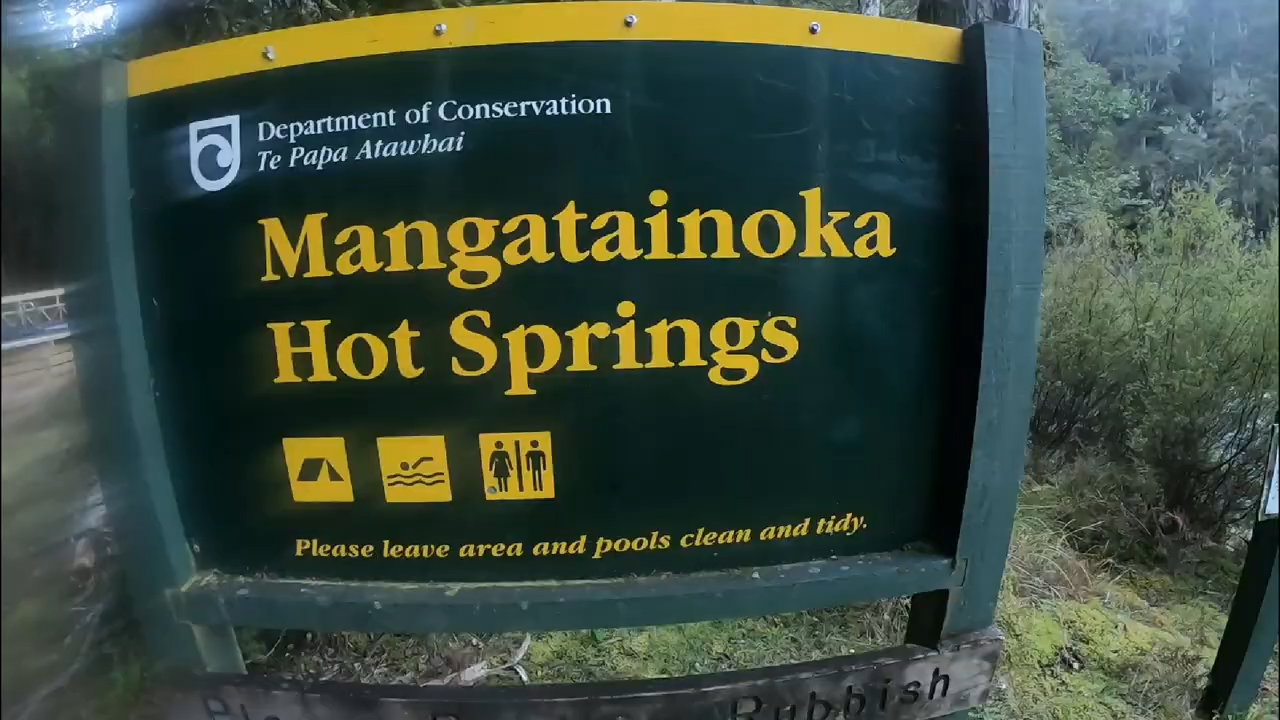 Department of Conservation
Te Papa Atawhai
Mangatainoka
Hot Springs
Please leave area and pools clean and tidy.
Rubbish